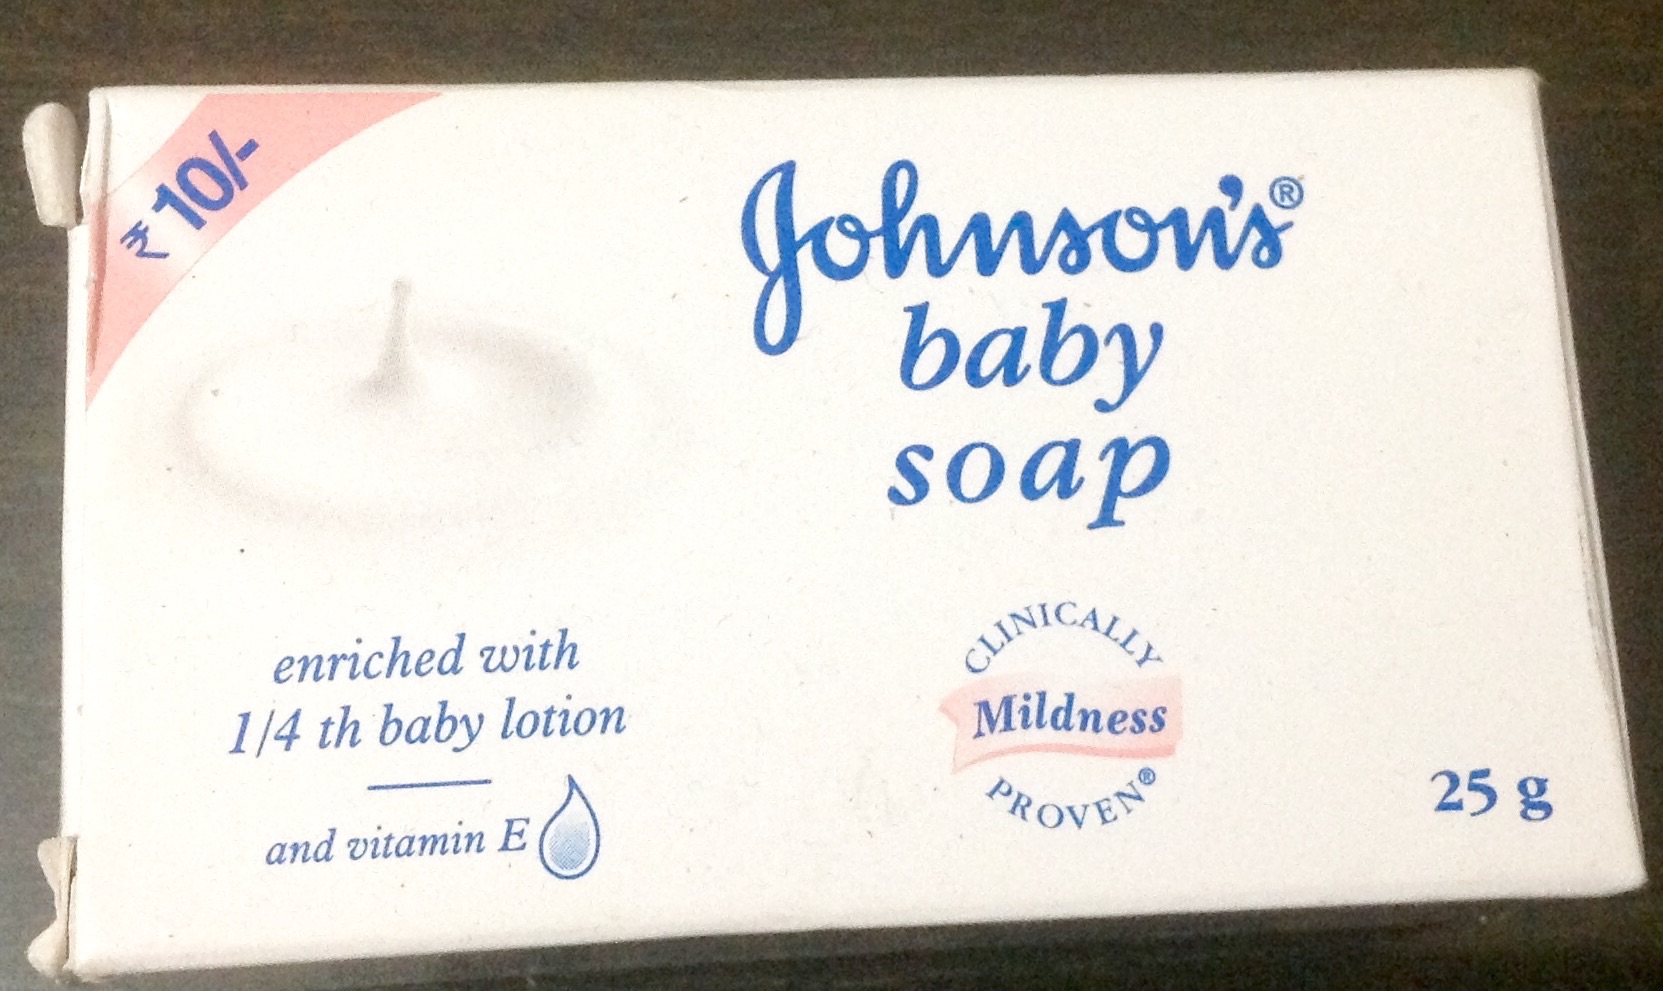 ₹ 10/-
Johnson's®
baby
soap
enriched with
1/4 th baby lotion
and vitamin E
CLINICALLY
Mildness
PROVEN®
25 g